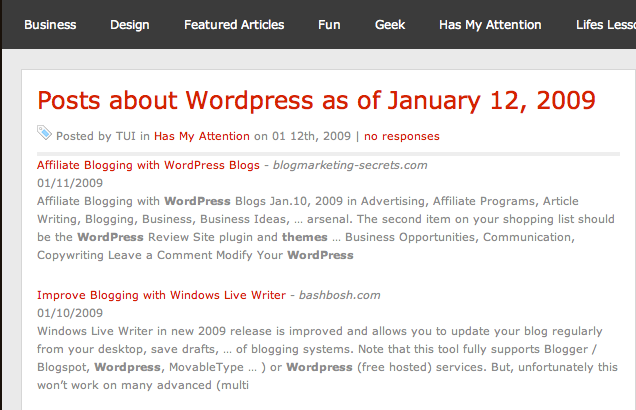 Business Design Featured Articles Fun Geek Has My Attention Lifes
Posts about Wordpress as of January 12, 2009
Posted by TUI in Has My Attention on 01 12th, 2009 | no responses
Affiliate Blogging with WordPress Blogs - blogmarketing-secrets.com
01/11/2009
Affiliate Blogging with WordPress Blogs Jan.10, 2009 in Advertising, Affiliate Programs, Article
Writing, Blogging, Business, Business Ideas, ... arsenal. The second item on your shopping list should
be the WordPress Review Site plugin and themes ... Business Opportunities, Communication,
Copywriting Leave a Comment Modify Your WordPress
Improve Blogging with Windows Live Writer - bashbosh.com
01/10/2009
Windows Live Writer in new 2009 release is improved and allows you to update your blog regularly
from your desktop, save drafts, ... of blogging systems. Note that this tool fully supports Blogger /
Blogspot, Wordpress, MovableType ... ) or Wordpress (free hosted) services. But, unfortunately this
won't work on many advanced (multi